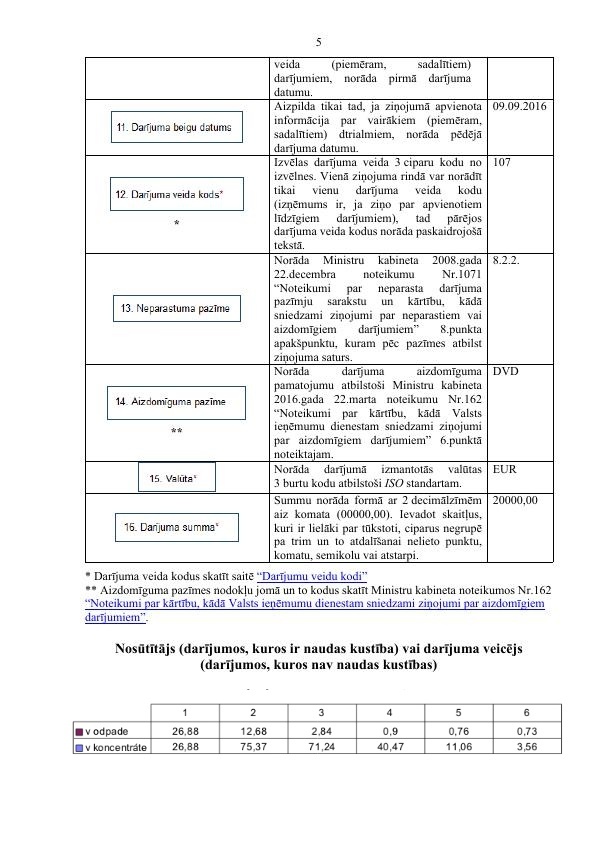 5
veida (piemēram, sadalītiem)
darījumiem, norāda pirmā darījuma
datumu.
11. Darījuma beigu datums
Aizpilda tikai tad, ja ziņojumā apvienota
informācija par vairākiem (piemēram,
sadalītiem) dtrialmiem, norāda pēdējā
darījuma datumu.
09.09.2016
12. Darījuma veida kods*
*
Izvēlas darījuma veida 3 ciparu kodu no
izvēlnes. Vienā ziņojuma rindā var norādīt
tikai vienu darījuma veida kodu
(izņēmums ir, ja ziņo par apvienotiem
līdzīgiem darījumiem), tad pārējos
darījuma veida kodus norāda paskaidrojošā
tekstā.
107
13. Neparastuma pazīme
Norāda Ministru kabineta 2008.gada
22.decembra noteikumu Nr.1071
“Noteikumi par neparasta darījuma
pazīmju sarakstu un kārtību, kādā
sniedzami ziņojumi par neparastiem vai
aizdomīgiem darījumiem” 8.punkta
apakšpunktu, kuram pēc pazīmes atbilst
ziņojuma saturs.
8.2.2.
14. Aizdomīguma pazīme
**
Norāda darījuma aizdomīguma
pamatojumu atbilstoši Ministru kabineta
2016.gada 22.marta noteikumu Nr.162
“Noteikumi par kārtību, kādā Valsts
ieņēmumu dienestam sniedzami ziņojumi
par aizdomīgiem darījumiem” 6.punktā
noteiktajam.
DVD
15. Valūta*
Norāda darījumā izmantotās valūtas
3 burtu kodu atbilstoši ISO standartam.
EUR
16. Darījuma summa*
Summu norāda formā ar 2 decimālzīmēm
aiz komata (00000,00). Ievadot skaitļus,
kuri ir lielāki par tūkstoti, ciparus negrupē
pa trim un to atdalīšanai nelieto punktu,
komatu, semikolu vai atstarpi.
20000,00
* Darījuma veida kodus skatīt saitē “Darījumu veidu kodi”
** Aizdomīguma pazīmes nodokļu jomā un to kodus skatīt Ministru kabineta noteikumos Nr.162
“Noteikumi par kārtību, kādā Valsts ieņēmumu dienestam sniedzami ziņojumi par aizdomīgiem
darījumiem”.
Nosūtītājs (darījumos, kuros ir naudas kustība) vai darījuma veicējs
(darījumos, kuros nav naudas kustības)
1 2 3 4 5 6
v odpade 26,88 12,68 2,84 0,9 0,76 0,73
v koncentráte 26,88 75,37 71,24 40,47 11,06 3,56